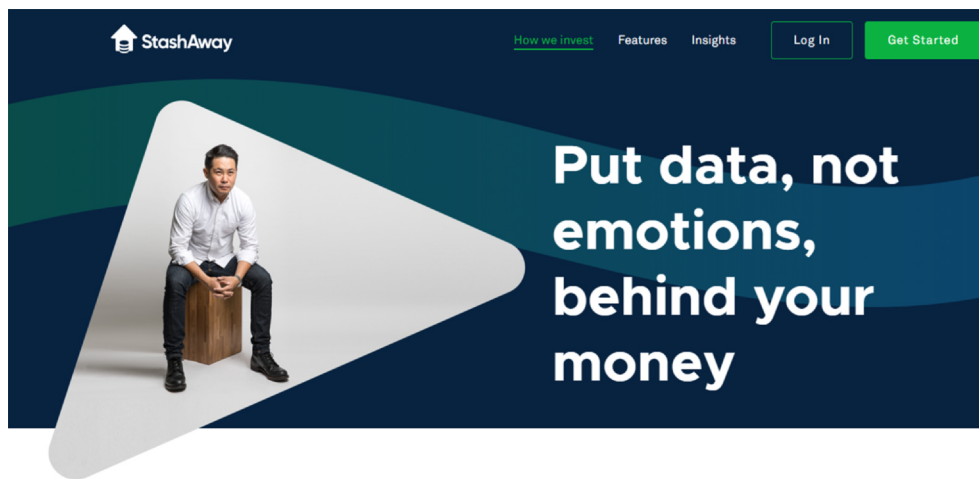 StashAway
How we invest Features Insights Log In Get Started
Put data, not
emotions,
behind your
money